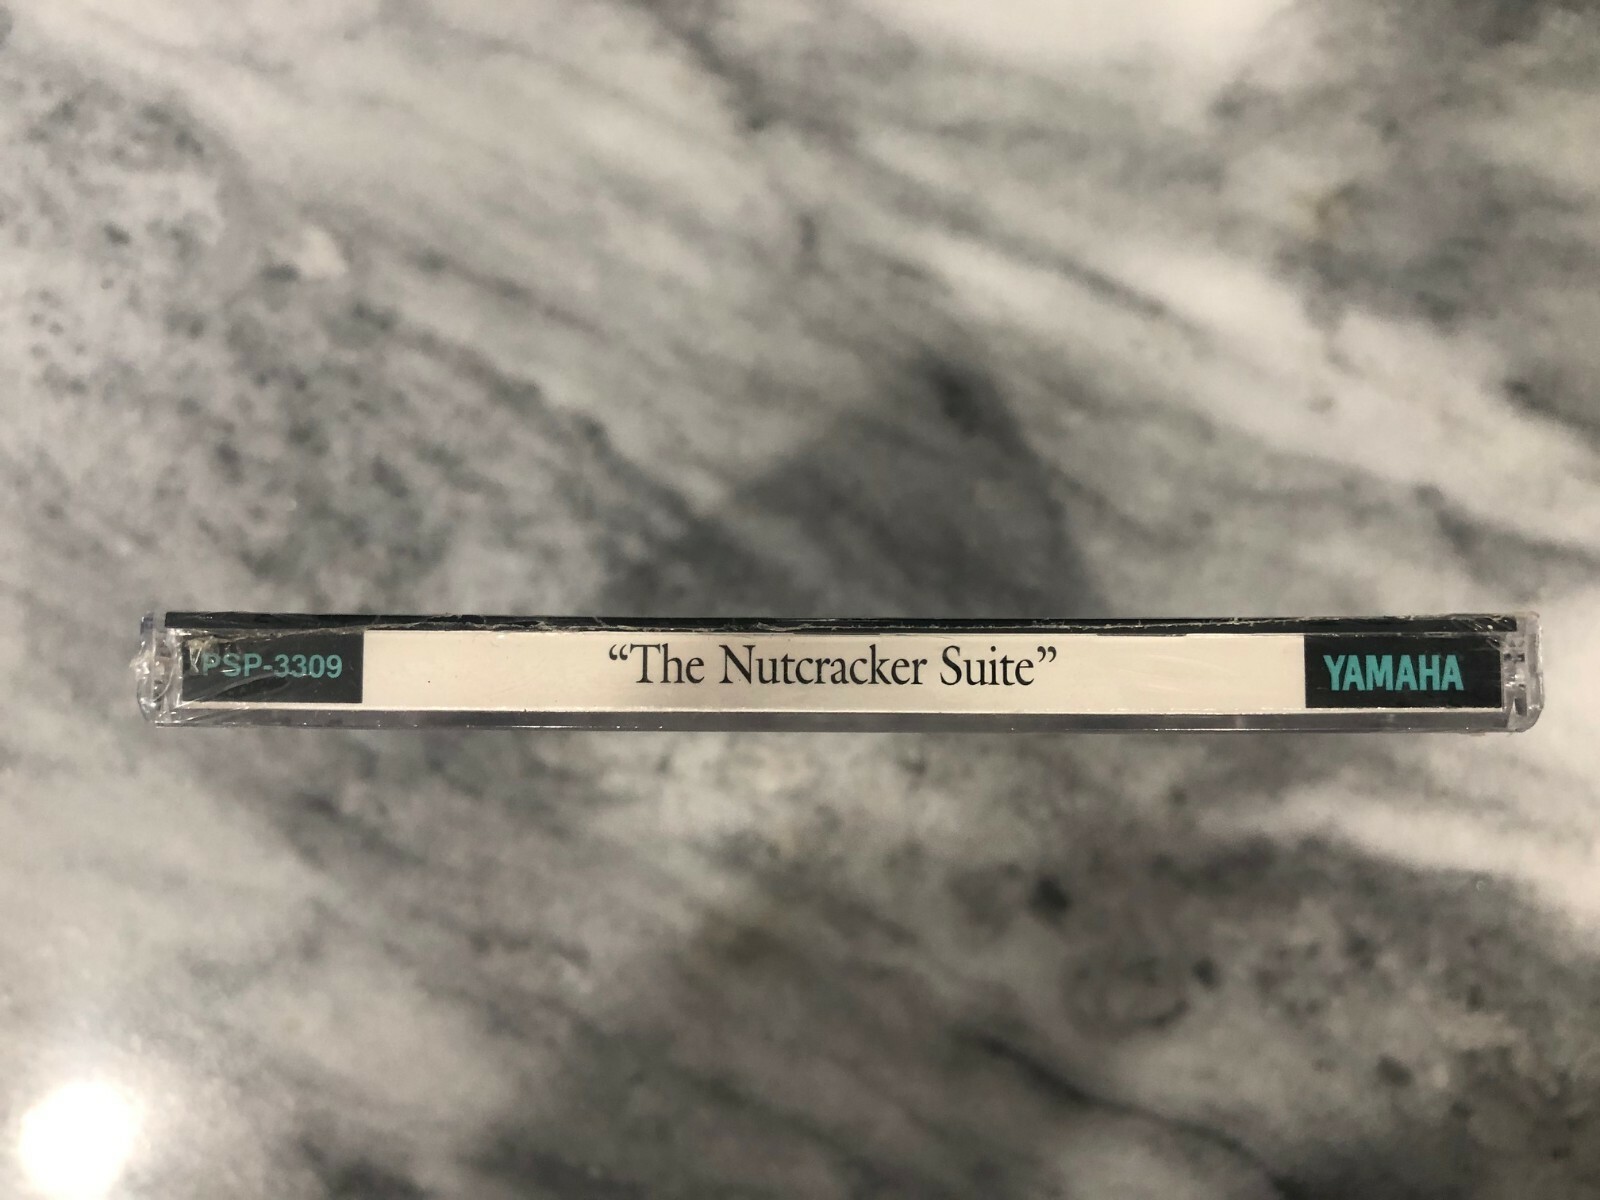 PSP-3309 “The Nutcracker Suite” YAMAHA